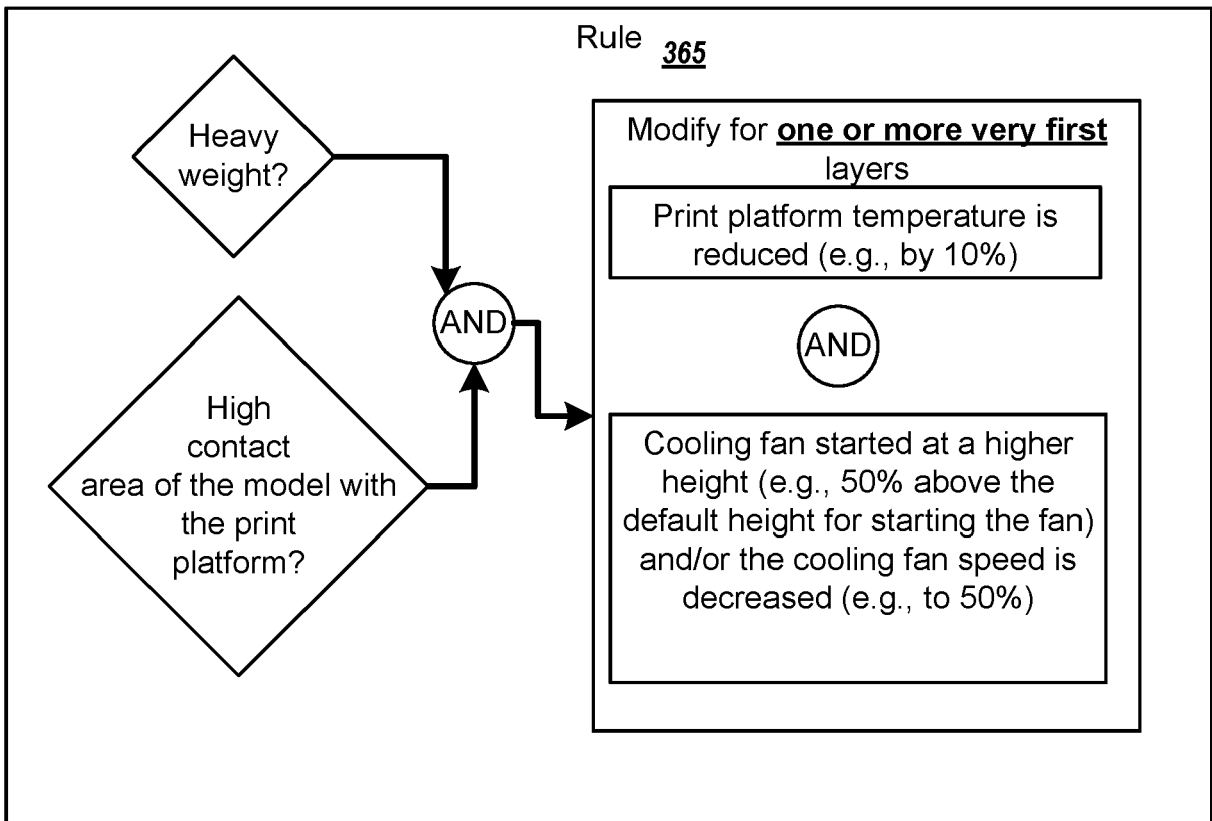 Rule 365
Heavy
weight?
AND
High
contact
area of the model with
the print
platform?
Modify for one or more very first
layers
Print platform temperature is
reduced (e.g., by 10%)
AND
Cooling fan started at a higher
height (e.g., 50% above the
default height for starting the fan)
and/or the cooling fan speed is
decreased (e.g., to 50%)